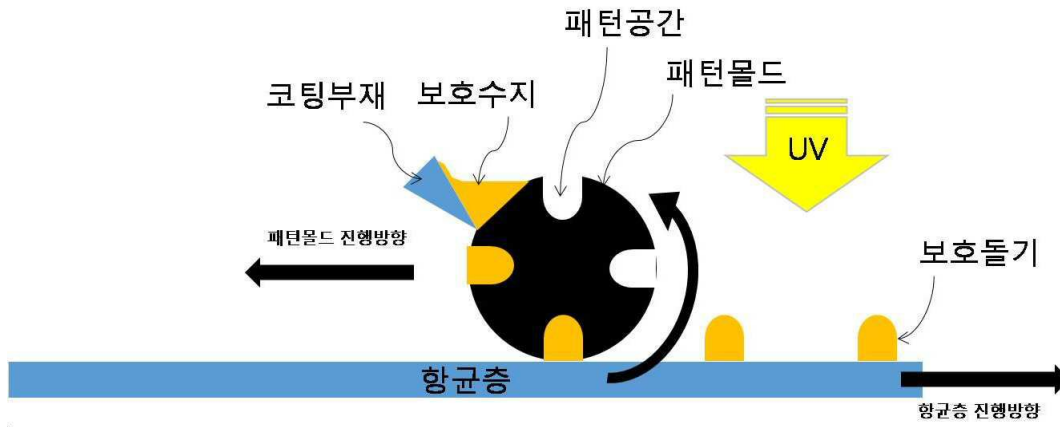 패턴공간
패턴몰드
코팅부재
보호수지
UV
패턴몰드 진행방향
보호돌기
항균층
항균층 진행방향